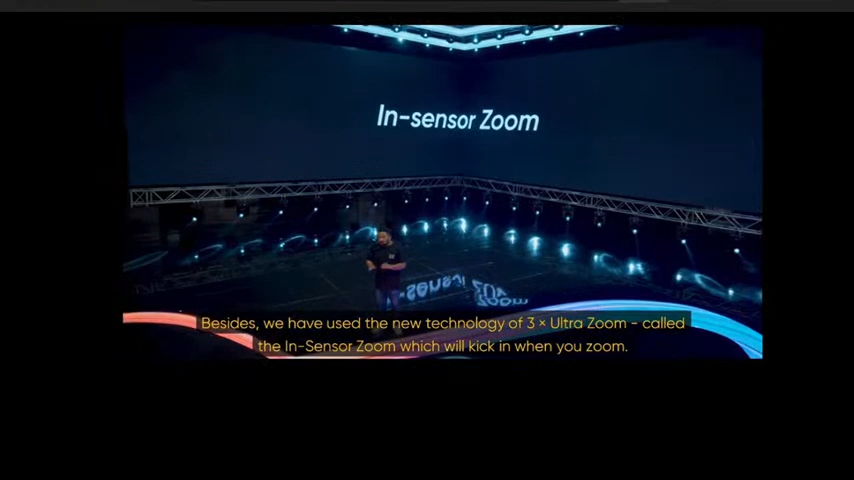 In-sensor Zoom
Besides, we have used the new technology of 3 × Ultra Zoom - called
the In-Sensor Zoom which will kick in when you zoom.